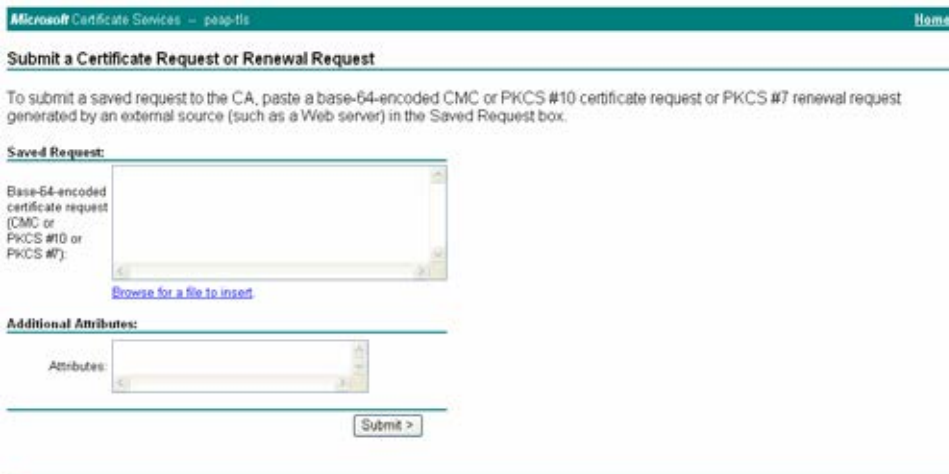 Microsoft Certificate Services -- peap-tls Home
Submit a Certificate Request or Renewal Request
To submit a saved request to the CA, paste a base-64-encoded CMC or PKCS #10 certificate request or PKCS #7 renewal request
generated by an external source (such as a Web server) in the Saved Request box.
Saved Request:
Base-64-encoded
certificate request
(CMC or
PKCS #10 or
PKCS #7):
Browse for a file to insert.
Additional Attributes:
Attributes:
Submit >